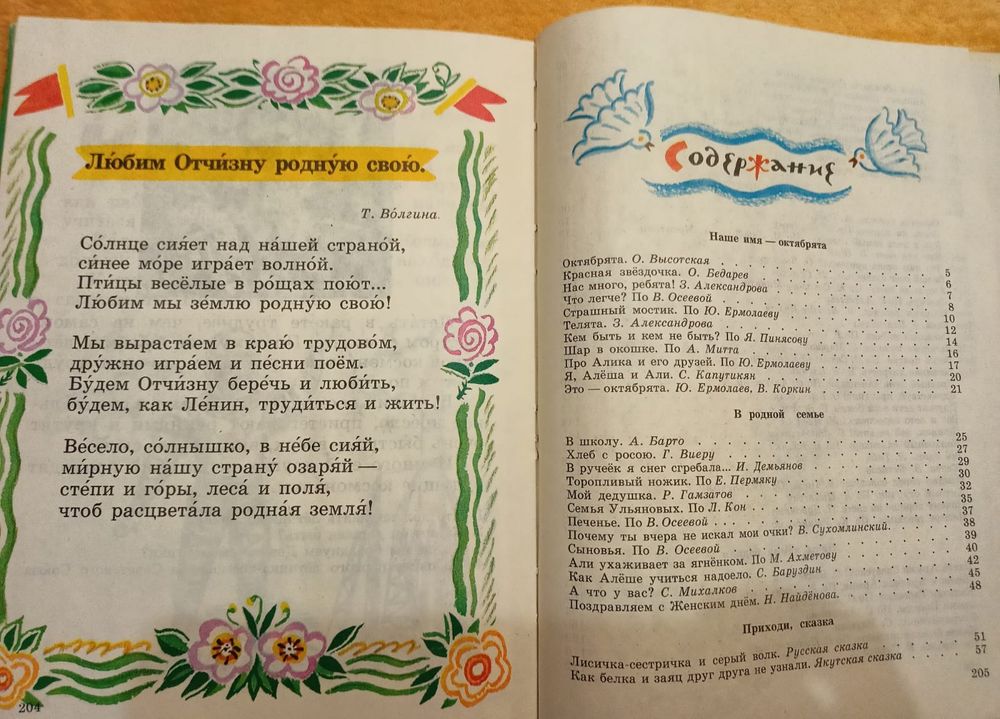 Лю́бим Отчи́зну родну́ю свою́.
Т. Во́лгина.
Со́лнце сия́ет над на́шей страно́й,
си́нее мо́ре игра́ет волно́й.
Пти́цы весёлые в ро́щах пою́т...
Лю́бим мы зе́млю родну́ю свою́!
Мы выраста́ем в краю́ трудово́м,
дру́жно игра́ем и пе́сни поём.
Бу́дем Отчи́зну бере́чь и люби́ть,
бу́дем, как Ле́нин, труди́ться и жить!
Ве́село, со́лнышко, в не́бе сия́й,
ми́рную на́шу страну́ озаря́й —
сте́пи и го́ры, леса́ и поля́,
чтоб расцвета́ла родна́я земля́!
204
Содержание
Наше имя — октябрята
Октябрята. О. Высотская . . . 5
Красная звёздочка. О. Бедарев . . . 6
Нас много, ребята! З. Александрова . . . 7
Что легче? По В. Осеевой . . . 8
Страшный мостик. По Ю. Ермолаеву . . . 10
Телята. З. Александрова . . . 12
Кем быть и кем не быть? По Я. Пинясову . . . 14
Шар в окошке. По А. Митта . . . 16
Про Алика и его друзей. По Ю. Ермолаеву . . . 17
Я, Алёша и Али. С. Капутикян . . . 20
Это — октябрята. Ю. Ермолаев, В. Коркин . . . 21
В родной семье
В школу. А. Барто . . . 25
Хлеб с росою. Г. Виеру . . . 27
В ручеёк я снег сгребала... И. Демьянов . . . 29
Торопливый ножик. По Е. Пермяку . . . 30
Мой дедушка. Р. Гамзатов . . . 32
Семья Ульяновых. По Л. Кон . . . 35
Печенье. По В. Осеевой . . . 37
Почему ты вчера не искал мои очки? В. Сухомлинский. . . . 38
Сыновья. По В. Осеевой . . . 39
Али ухаживает за ягнёнком. По М. Ахметову . . . 40
Как Алёше учиться надоело. С. Баруздин . . . 42
А что у вас? С. Михалков . . . 45
Поздравляем с Женским днём. Н. Найдёнова. . . . 48
Приходи, сказка
Лисичка-сестричка и серый волк. Русская сказка . . . 51
Как белка и заяц друг друга не узнали. Якутская сказка . . . 57
205